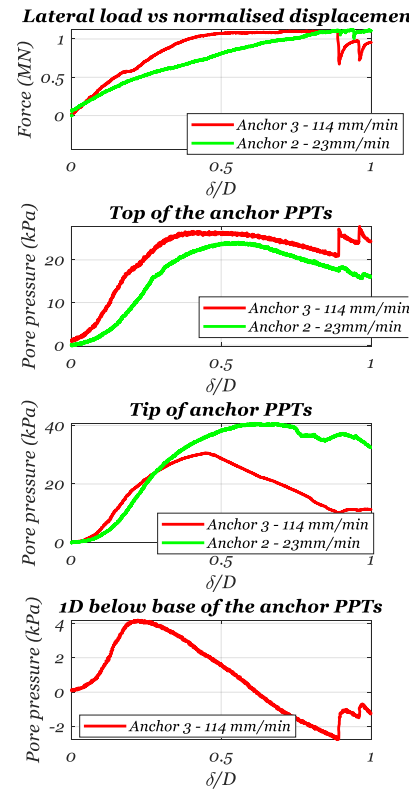 Lateral load vs normalised displacemen
Force (MN)
1
0.5
0
Anchor 3 - 114 mm/min
Anchor 2 - 23mm/min
0
0.5
1
δ/D
Top of the anchor PPTs
Pore pressure (kPa)
20
10
0
Anchor 3 - 114 mm/min
Anchor 2 - 23mm/min
0
0.5
1
δ/D
Tip of anchor PPTs
Pore pressure (kPa)
40
20
0
Anchor 3 - 114 mm/min
Anchor 2 - 23mm/min
0
0.5
1
δ/D
1D below base of the anchor PPTs
Pore pressure (kPa)
4
2
0
-2
Anchor 3 - 114 mm/min
0
0.5
1
δ/D